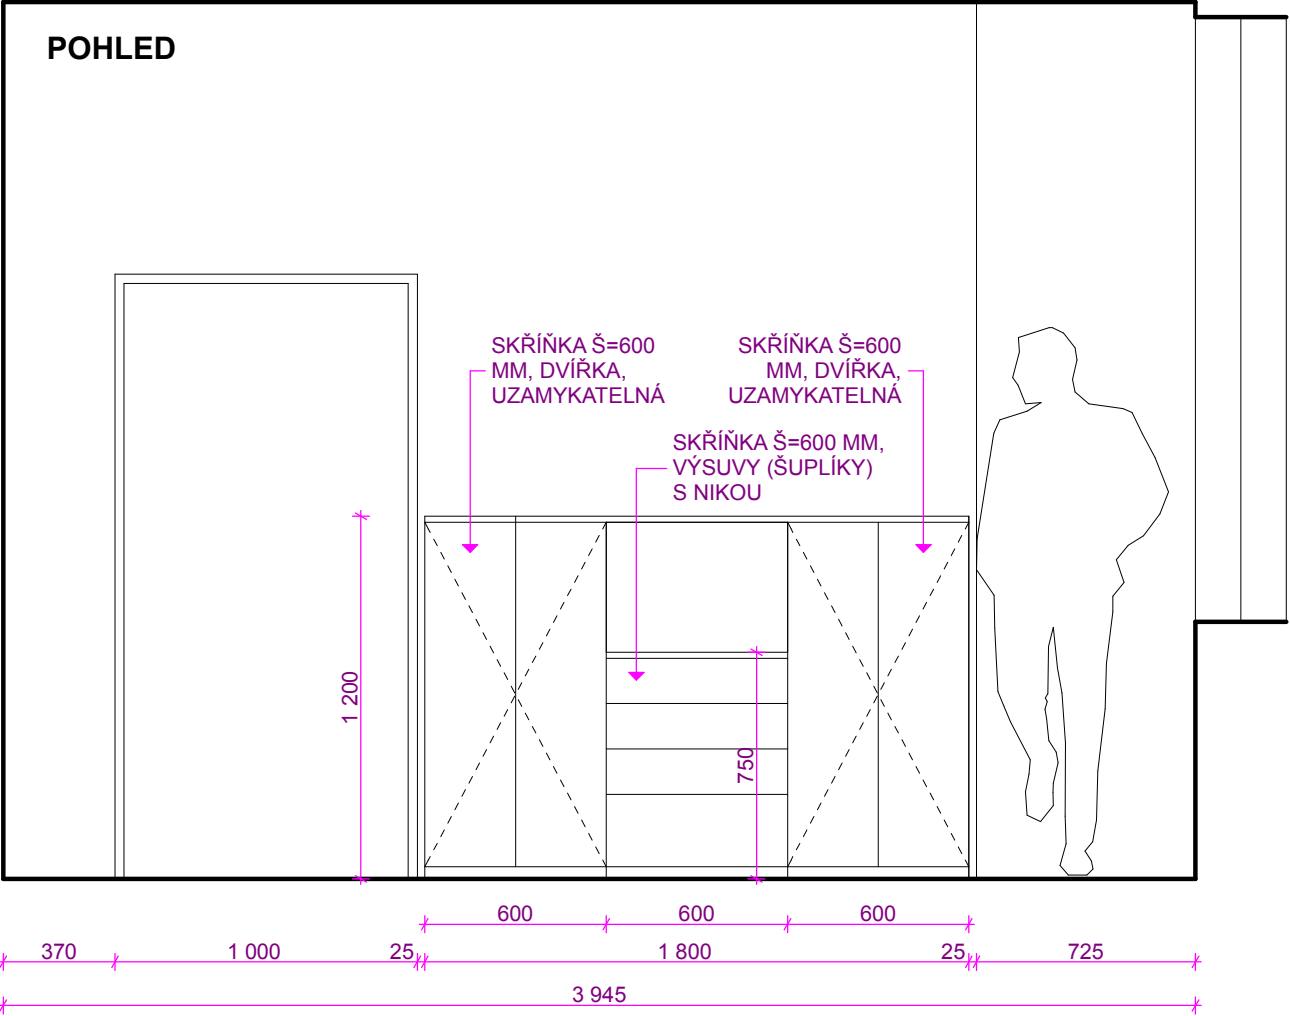 POHLED
SKŘÍŇKA Š=600
MM, DVÍŘKA,
UZAMYKATELNÁ
SKŘÍŇKA Š=600
MM, DVÍŘKA,
UZAMYKATELNÁ
SKŘÍŇKA Š=600 MM,
VÝSUVY (ŠUPLÍKY)
S NIKOU
1 200
750
600 600 600
370 1 000 25 1 800 25 725
3 945